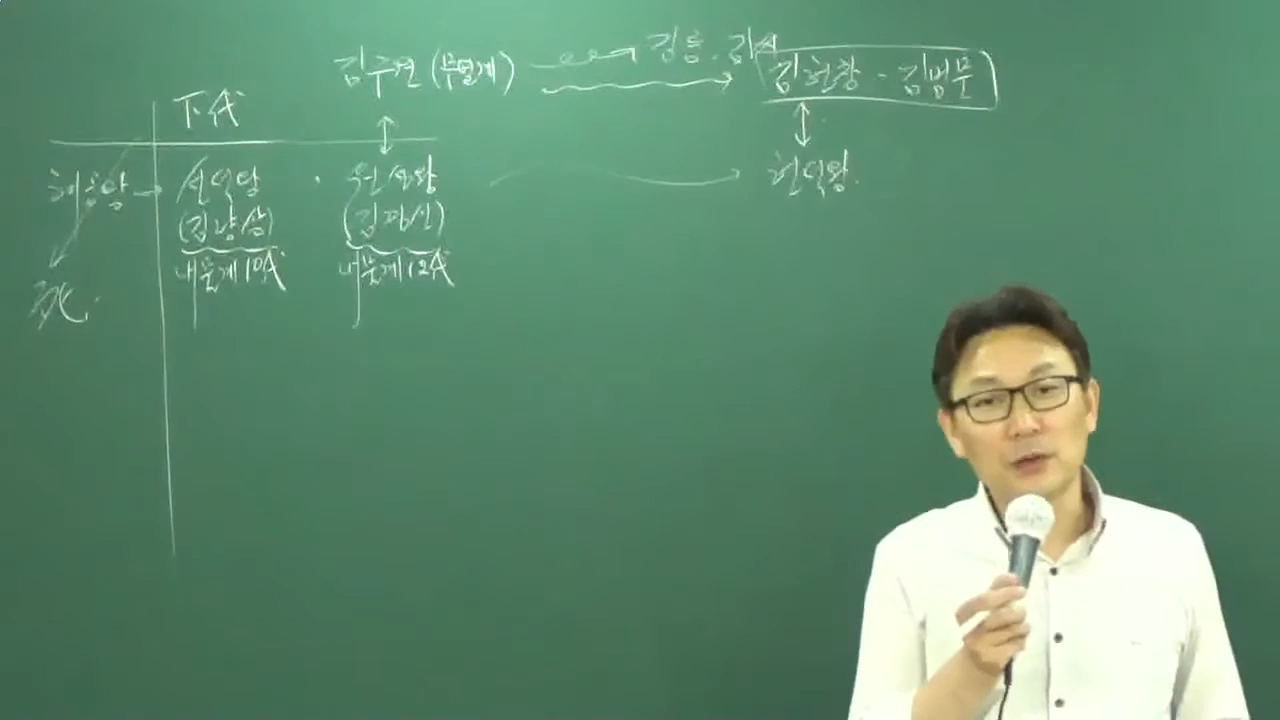 김주원 (무열계)
김헌창 · 김범문
下代
혜공왕
선덕왕
원성왕
헌덕왕
(김양상)
(김경신)
내물계10代
내물계12代
死